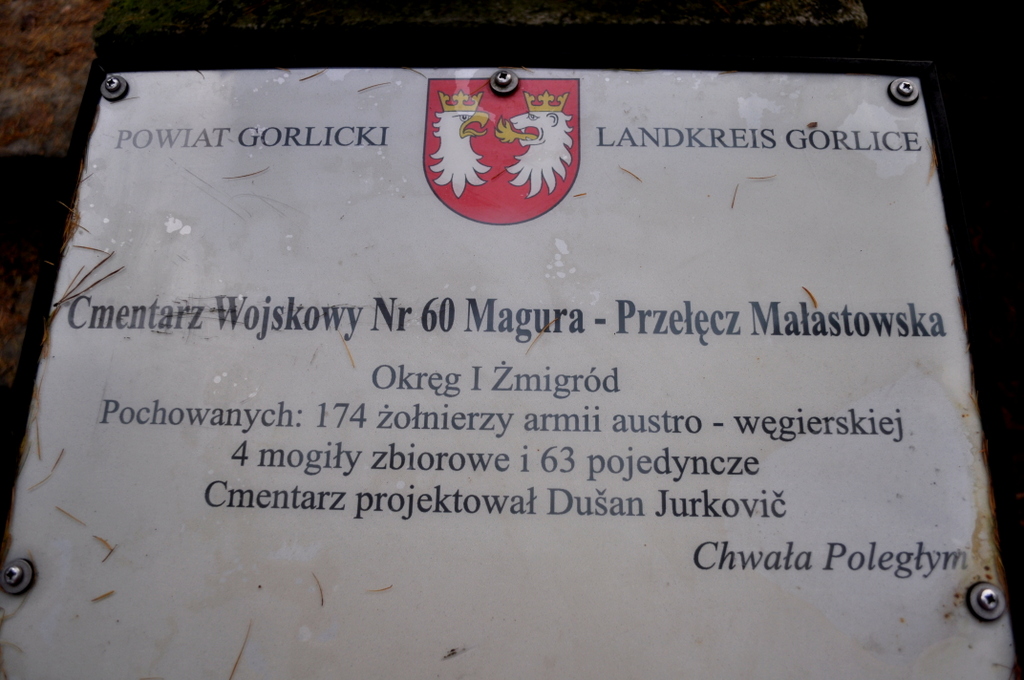 POWIAT GORLICKI LANDKREIS GORLICE
Cmentarz Wojskowy Nr 60 Magura - Przełęcz Małastowska
Okręg I Żmigród
Pochowanych: 174 żołnierzy armii austro - węgierskiej
4 mogiły zbiorowe i 63 pojedyncze
Cmentarz projektował Dušan Jurkovič
Chwała Poległym